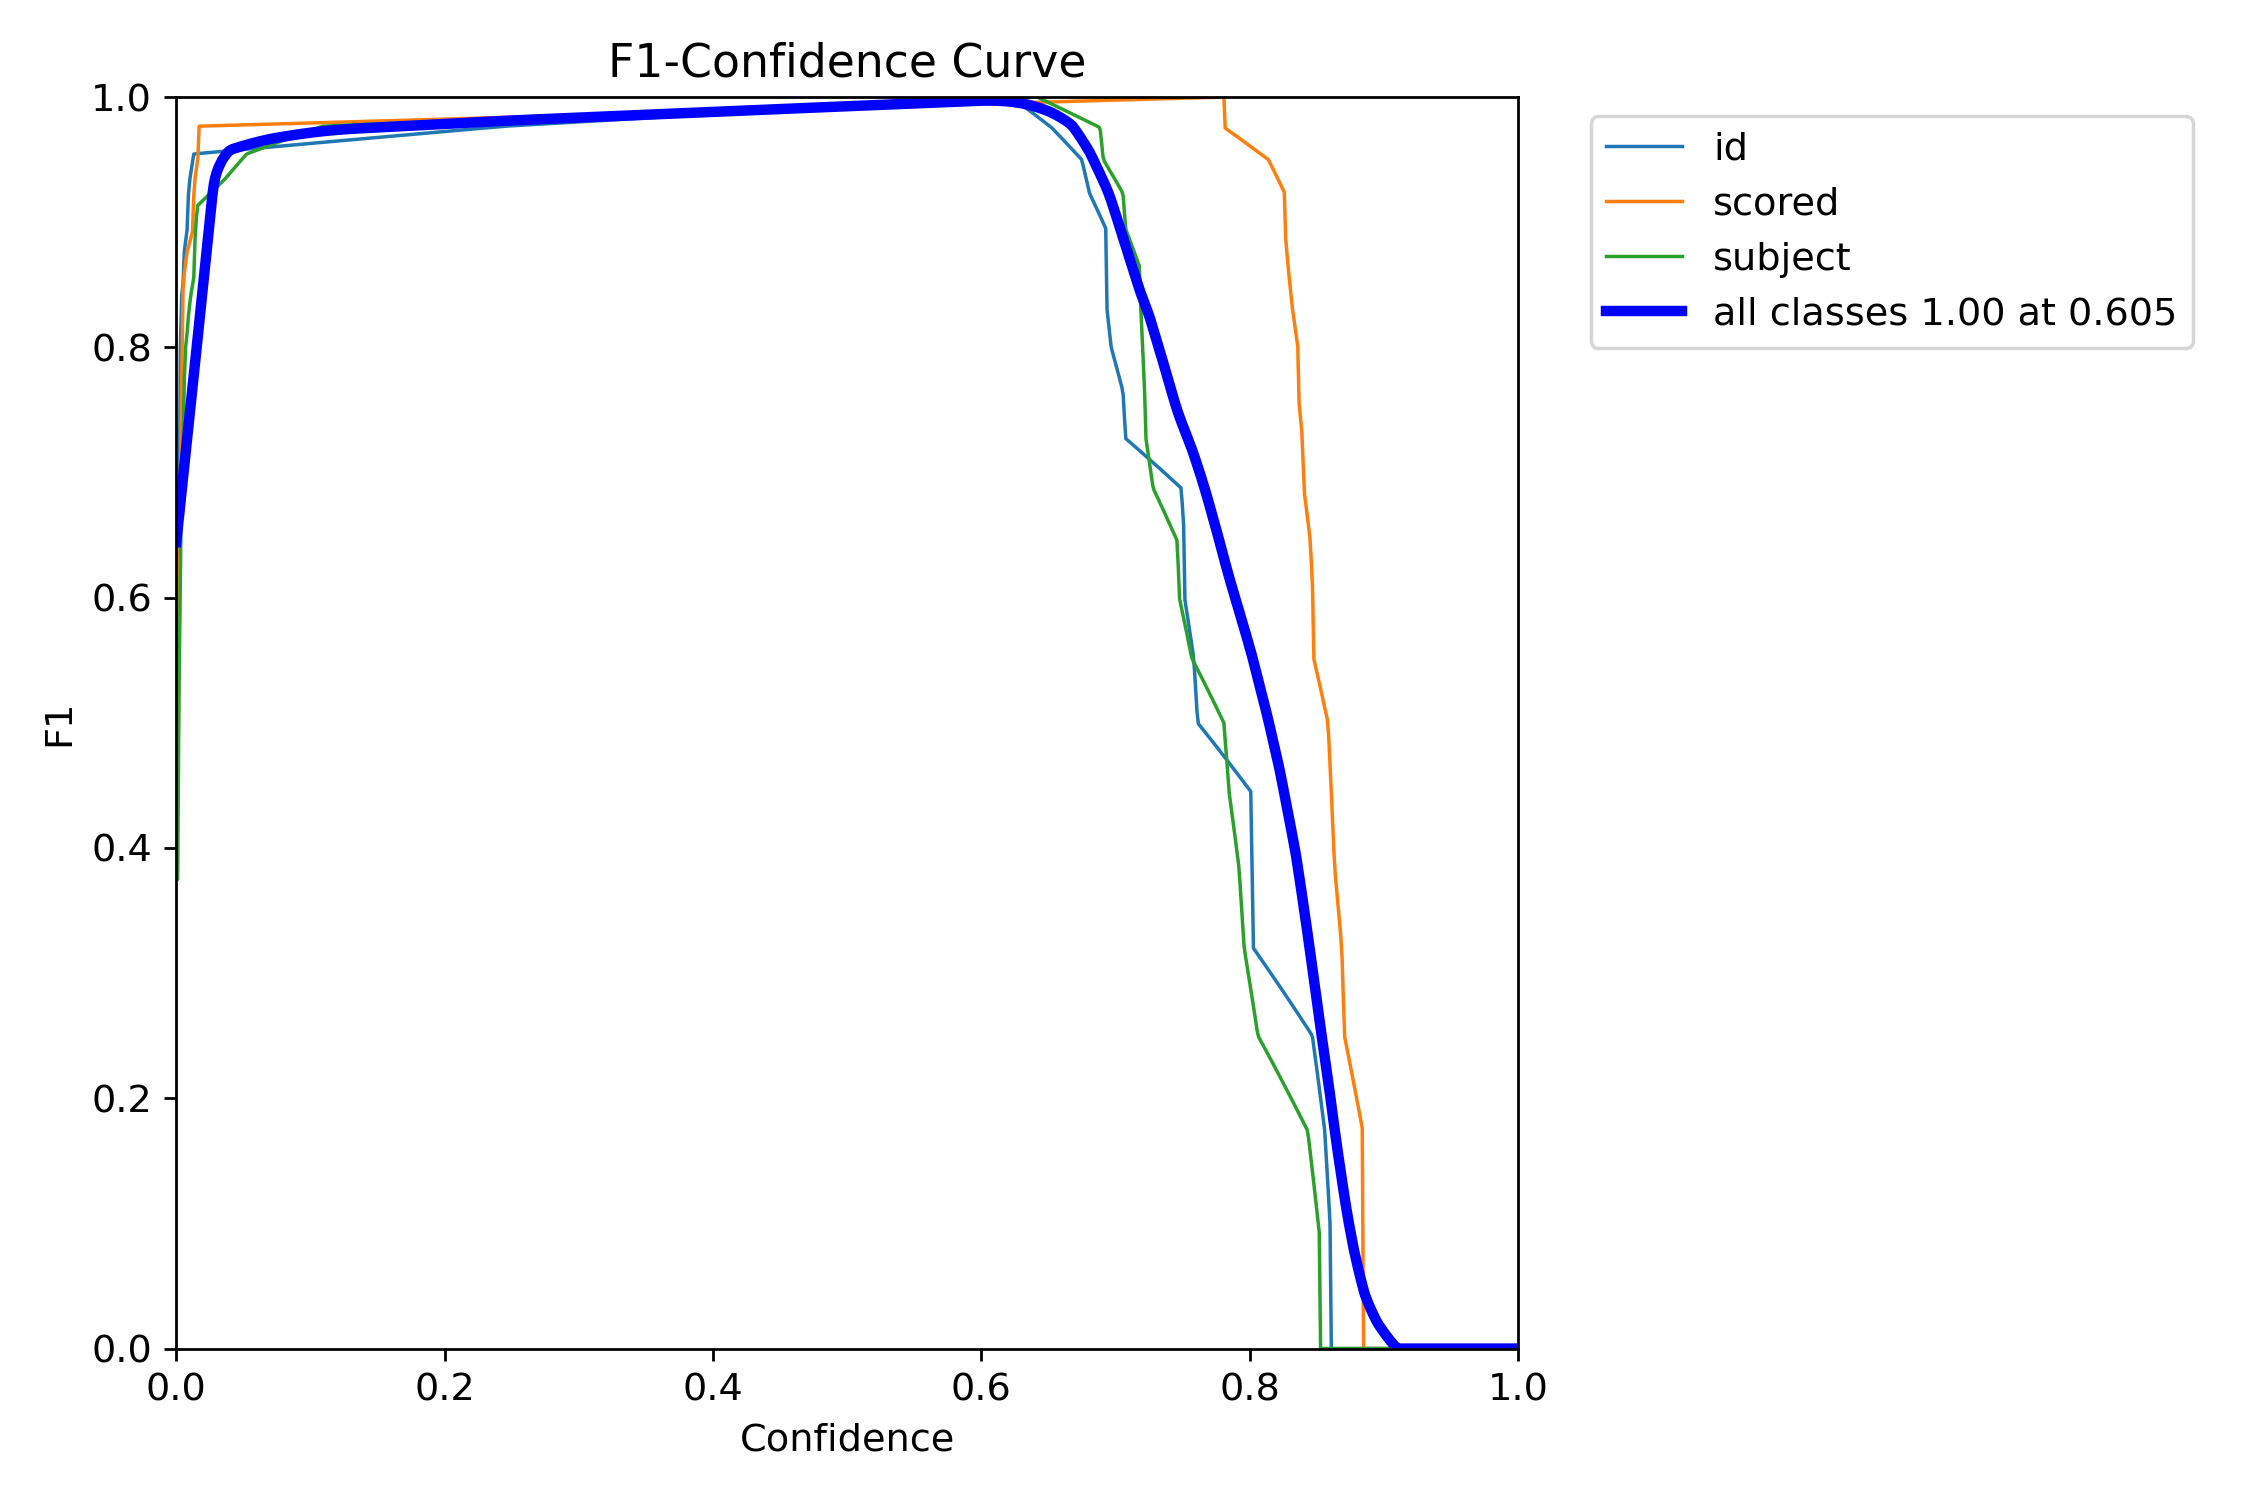 F1-Confidence Curve
id
scored
subject
all classes 1.00 at 0.605
F1
1.0
0.8
0.6
0.4
0.2
0.0
0.0 0.2 0.4 0.6 0.8 1.0
Confidence